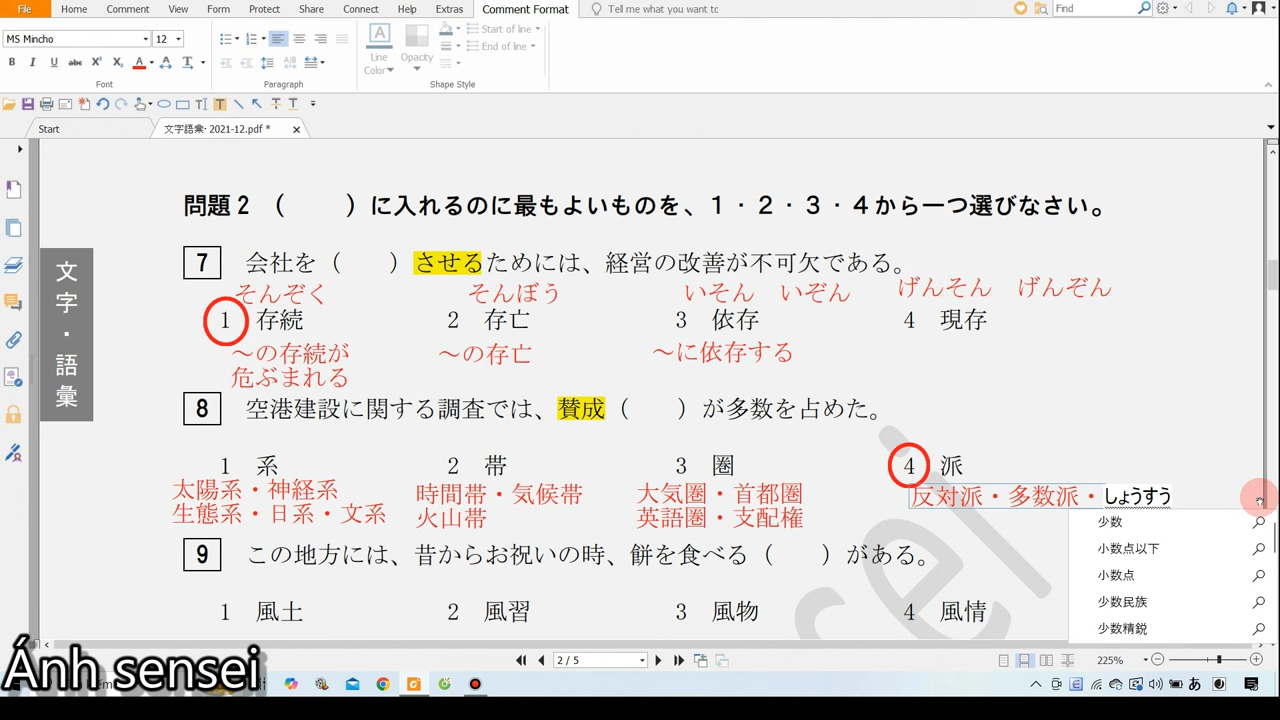 File Home Comment View Form Protect Share Connect Help Extras Comment Format Tell me what you want to Find
MS Mincho 12 Line Color Opacity Start of line End of line
Font Paragraph Shape Style
Start 文字語彙· 2021-12.pdf *
問題2 （　　）に入れるのに最もよいものを、１・２・３・４から一つ選びなさい。
文字・語彙
7 会社を（　　）させるためには、経営の改善が不可欠である。
そんぞく そんぼう いそん いぞん げんそん げんぞん
1 存続 2 存亡 3 依存 4 現存
～の存続が ～の存亡 ～に依存する
危ぶまれる
8 空港建設に関する調査では、賛成（　　）が多数を占めた。
1 系 2 帯 3 圏 4 派
太陽系・神経系 時間帯・気候帯 大気圏・首都圏 反対派・多数派・しょうすう
生態系・日系・文系 火山帯 英語圏・支配権
少数
小数点以下
小数点
少数民族
少数精鋭
9 この地方には、昔からお祝いの時、餅を食べる（　　）がある。
1 風土 2 風習 3 風物 4 風情
cei
Ánh sensei
2 / 5 225%